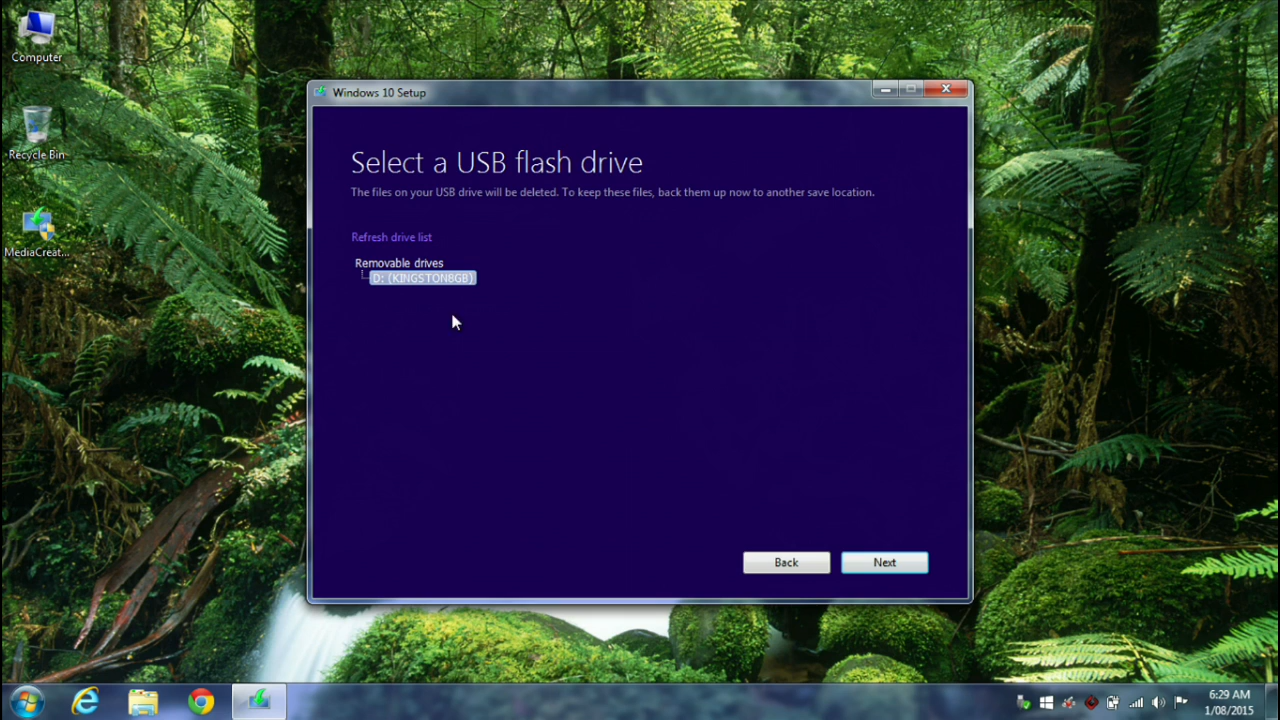 Computer
Recycle Bin
MediaCreat...
Windows 10 Setup
Select a USB flash drive
The files on your USB drive will be deleted. To keep these files, back them up now to another save location.
Refresh drive list
Removable drives
D: (KINGSTON8GB)
Back
Next
6:29 AM
1/08/2015